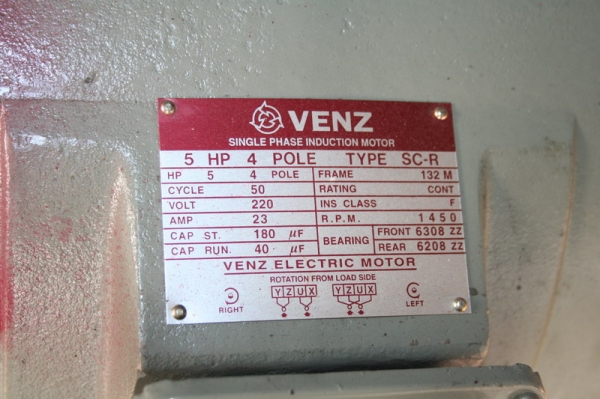 VENZ
SINGLE PHASE INDUCTION MOTOR
5 HP 4 POLE TYPE SC-R
HP 5 4 POLE FRAME 132 M
CYCLE 50 RATING CONT
VOLT 220 INS CLASS F
AMP 23 R.P.M. 1450
CAP ST. 180 µF BEARING FRONT 6308 ZZ
CAP RUN. 40 µF REAR 6208 ZZ
VENZ ELECTRIC MOTOR
ROTATION FROM LOAD SIDE
YZUX YZUX
RIGHT LEFT